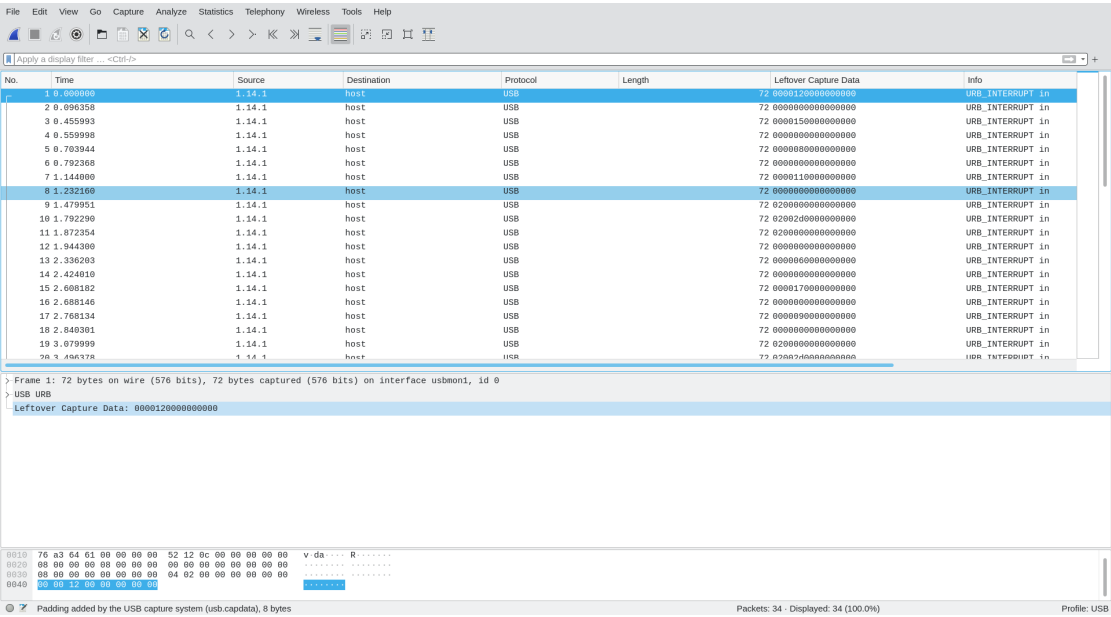 File Edit View Go Capture Analyze Statistics Telephony Wireless Tools Help
Apply a display filter ... <Ctrl-/>
No. Time Source Destination Protocol Length Leftover Capture Data Info
1 0.000000 1.14.1 host USB 72 0000120000000000 URB_INTERRUPT in
2 0.096358 1.14.1 host USB 72 0000000000000000 URB_INTERRUPT in
3 0.455993 1.14.1 host USB 72 0000150000000000 URB_INTERRUPT in
4 0.559998 1.14.1 host USB 72 0000000000000000 URB_INTERRUPT in
5 0.703944 1.14.1 host USB 72 0000080000000000 URB_INTERRUPT in
6 0.792368 1.14.1 host USB 72 0000000000000000 URB_INTERRUPT in
7 1.144000 1.14.1 host USB 72 0000110000000000 URB_INTERRUPT in
8 1.232160 1.14.1 host USB 72 0000000000000000 URB_INTERRUPT in
9 1.479951 1.14.1 host USB 72 0200000000000000 URB_INTERRUPT in
10 1.792290 1.14.1 host USB 72 02002d0000000000 URB_INTERRUPT in
11 1.872354 1.14.1 host USB 72 0200000000000000 URB_INTERRUPT in
12 1.944300 1.14.1 host USB 72 0000000000000000 URB_INTERRUPT in
13 2.336203 1.14.1 host USB 72 0000060000000000 URB_INTERRUPT in
14 2.424010 1.14.1 host USB 72 0000000000000000 URB_INTERRUPT in
15 2.608182 1.14.1 host USB 72 0000170000000000 URB_INTERRUPT in
16 2.688146 1.14.1 host USB 72 0000000000000000 URB_INTERRUPT in
17 2.768134 1.14.1 host USB 72 0000090000000000 URB_INTERRUPT in
18 2.840301 1.14.1 host USB 72 0000000000000000 URB_INTERRUPT in
19 3.079999 1.14.1 host USB 72 0200000000000000 URB_INTERRUPT in
20 3.496378 1.14.1 host USB 72 02002d0000000000 URB_INTERRUPT in
Frame 1: 72 bytes on wire (576 bits), 72 bytes captured (576 bits) on interface usbmon1, id 0
USB URB
Leftover Capture Data: 0000120000000000
0010 76 a3 64 61 00 00 00 00 52 12 0c 00 00 00 00 00 v·da···· R·······
0020 08 00 00 00 08 00 00 00 00 00 00 00 00 00 00 00 ········ ········
0030 08 00 00 00 00 00 00 00 04 02 00 00 00 00 00 00 ········ ········
0040 00 00 12 00 00 00 00 00 ········
Padding added by the USB capture system (usb.capdata), 8 bytes Packets: 34 · Displayed: 34 (100.0%) Profile: USB